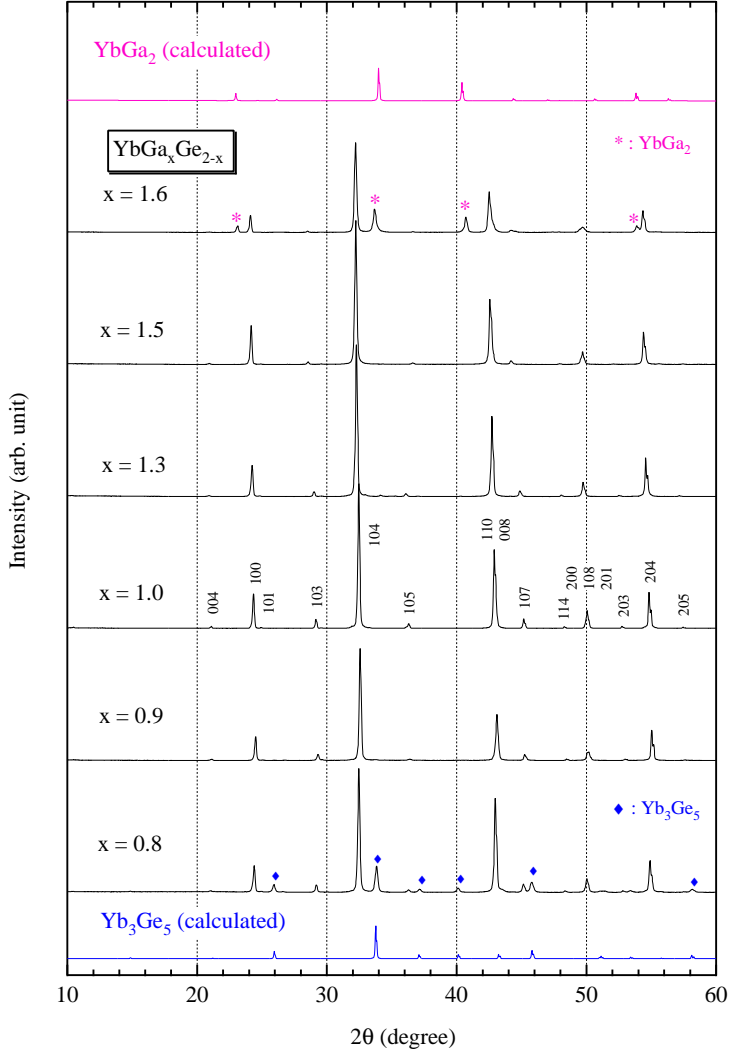 YbGa₂ (calculated)
YbGaₓGe₂₋ₓ
* : YbGa₂
x = 1.6
*
*
*
*
x = 1.5
x = 1.3
x = 1.0
004
100
101
103
104
105
110
008
107
114
200
108
201
203
204
205
x = 0.9
x = 0.8
♦ : Yb₃Ge₅
Yb₃Ge₅ (calculated)
Intensity (arb. unit)
10 20 30 40 50 60
2θ (degree)